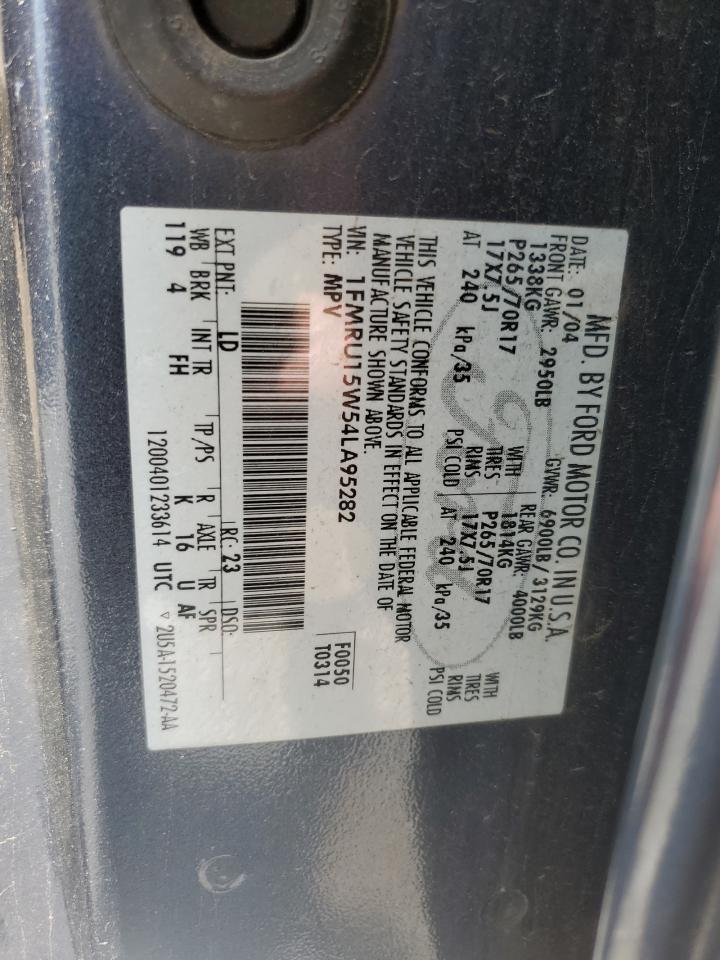 MFD. BY FORD MOTOR CO. IN U.S.A.
DATE: 01/04 GVWR: 6900LB/ 3129KG
FRONT GAWR: 2950LB REAR GAWR: 4000LB
1338KG WITH 1814KG WITH
P265/70R17 TIRES P265/70R17 TIRES
17X7.5J RIMS 17X7.5J RIMS
AT 240 kPa/35 PSI COLD AT 240 kPa/35 PSI COLD
THIS VEHICLE CONFORMS TO ALL APPLICABLE FEDERAL MOTOR
VEHICLE SAFETY STANDARDS IN EFFECT ON THE DATE OF
MANUFACTURE SHOWN ABOVE.
VIN: 1FMRU15W54LA95282 F0050
TYPE: MPV T0314
EXT PNT: LD RC: 23 DSO:
WB BRK INT TR TP/PS R AXLE TR SPR
119 4 FH K 16 U AF
1200401233614 UTC ▽ 2U5A-1520472-AA